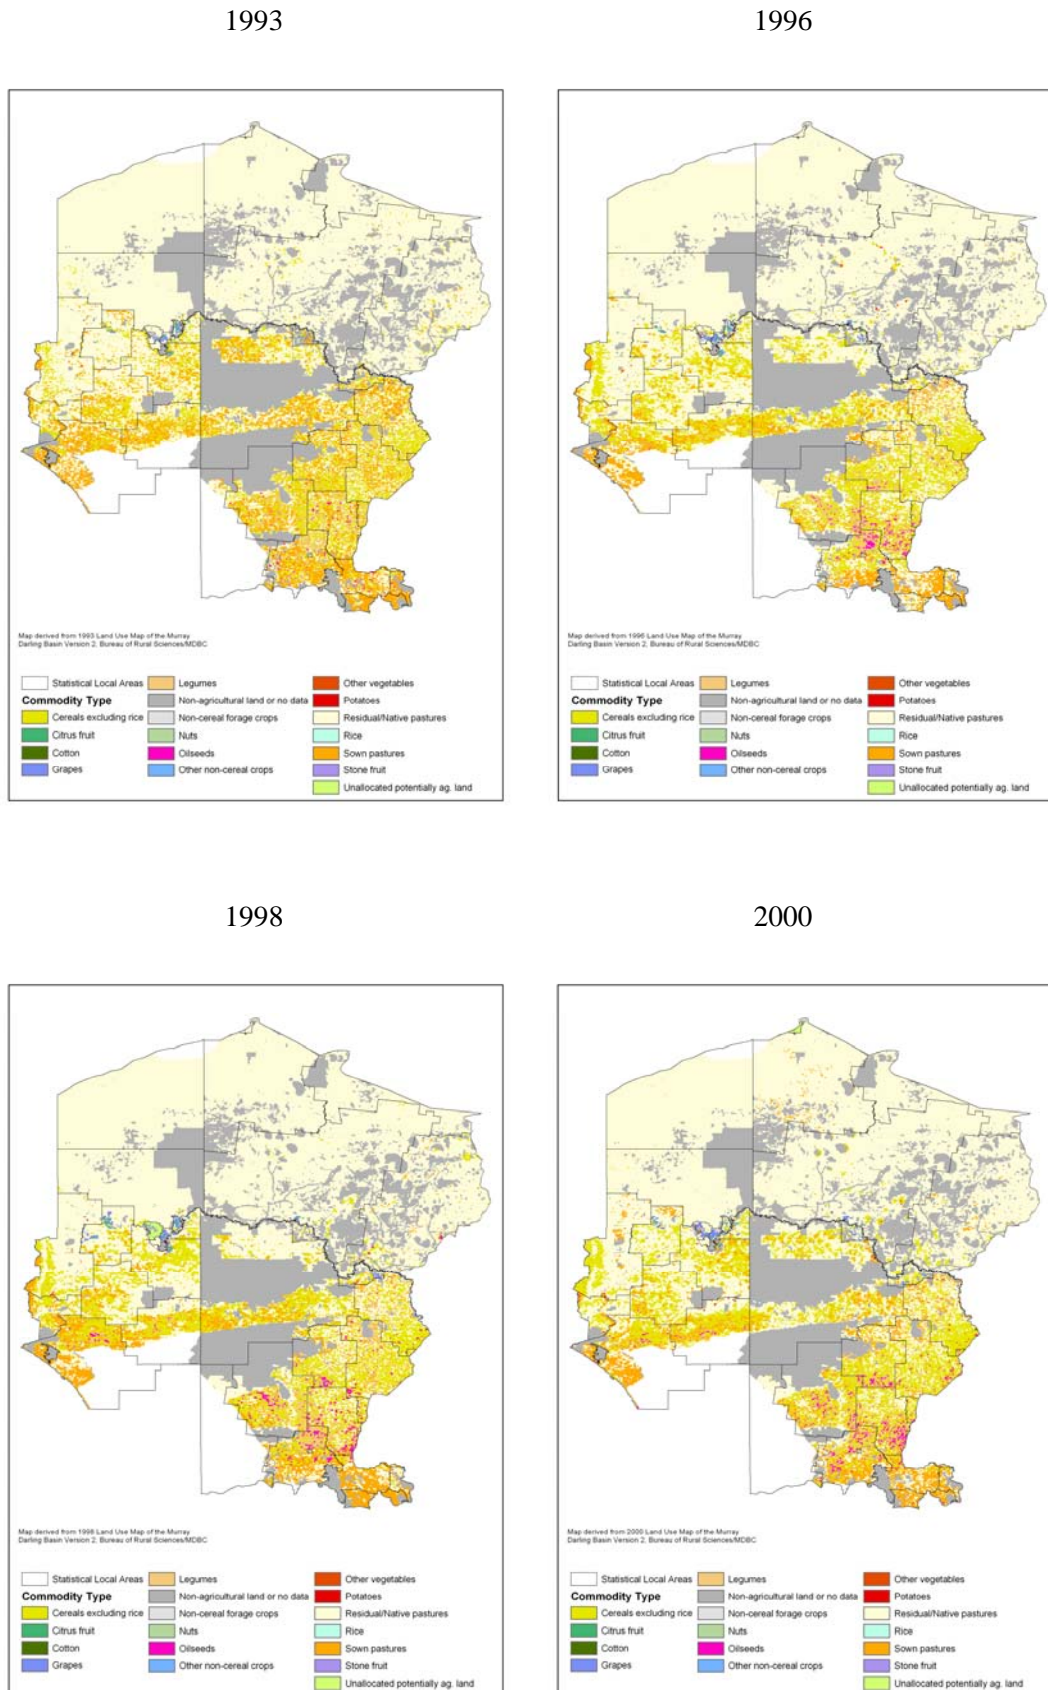 1993
1996
Map derived from 1993 Land Use Map of the Murray
Darling Basin Version 2, Bureau of Rural Sciences/MDBC
Statistical Local Areas
Commodity Type
Cereals excluding rice
Citrus fruit
Cotton
Grapes
Legumes
Non-agricultural land or no data
Non-cereal forage crops
Nuts
Oilseeds
Other non-cereal crops
Other vegetables
Potatoes
Residual/Native pastures
Rice
Sown pastures
Stone fruit
Unallocated potentially ag. land
Map derived from 1996 Land Use Map of the Murray
Darling Basin Version 2, Bureau of Rural Sciences/MDBC
Statistical Local Areas
Commodity Type
Cereals excluding rice
Citrus fruit
Cotton
Grapes
Legumes
Non-agricultural land or no data
Non-cereal forage crops
Nuts
Oilseeds
Other non-cereal crops
Other vegetables
Potatoes
Residual/Native pastures
Rice
Sown pastures
Stone fruit
Unallocated potentially ag. land
1998
2000
Map derived from 1998 Land Use Map of the Murray
Darling Basin Version 2, Bureau of Rural Sciences/MDBC
Statistical Local Areas
Commodity Type
Cereals excluding rice
Citrus fruit
Cotton
Grapes
Legumes
Non-agricultural land or no data
Non-cereal forage crops
Nuts
Oilseeds
Other non-cereal crops
Other vegetables
Potatoes
Residual/Native pastures
Rice
Sown pastures
Stone fruit
Unallocated potentially ag. land
Map derived from 2000 Land Use Map of the Murray
Darling Basin Version 2, Bureau of Rural Sciences/MDBC
Statistical Local Areas
Commodity Type
Cereals excluding rice
Citrus fruit
Cotton
Grapes
Legumes
Non-agricultural land or no data
Non-cereal forage crops
Nuts
Oilseeds
Other non-cereal crops
Other vegetables
Potatoes
Residual/Native pastures
Rice
Sown pastures
Stone fruit
Unallocated potentially ag. land